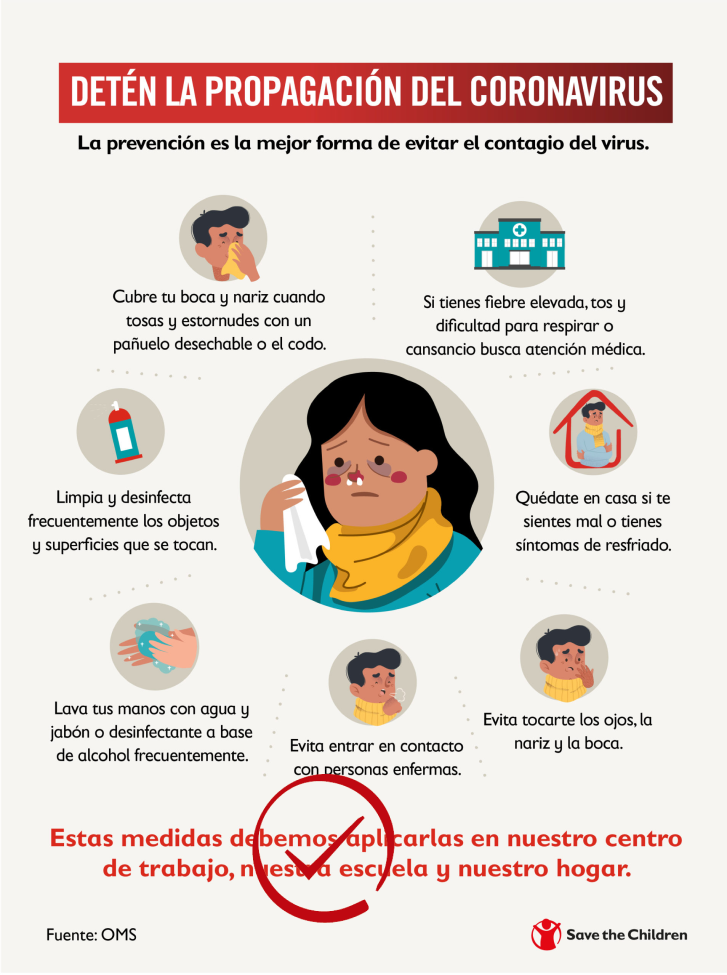 DETÉN LA PROPAGACIÓN DEL CORONAVIRUS
La prevención es la mejor forma de evitar el contagio del virus.
Cubre tu boca y nariz cuando
tosas y estornudes con un
pañuelo desechable o el codo.
Si tienes fiebre elevada, tos y
dificultad para respirar o
cansancio busca atención médica.
Limpia y desinfecta
frecuentemente los objetos
y superficies que se tocan.
Quédate en casa si te
sientes mal o tienes
síntomas de resfriado.
Lava tus manos con agua y
jabón o desinfectante a base
de alcohol frecuentemente.
Evita entrar en contacto
con personas enfermas.
Evita tocarte los ojos, la
nariz y la boca.
Estas medidas debemos aplicarlas en nuestro centro
de trabajo, nuestra escuela y nuestro hogar.
Fuente: OMS
Save the Children